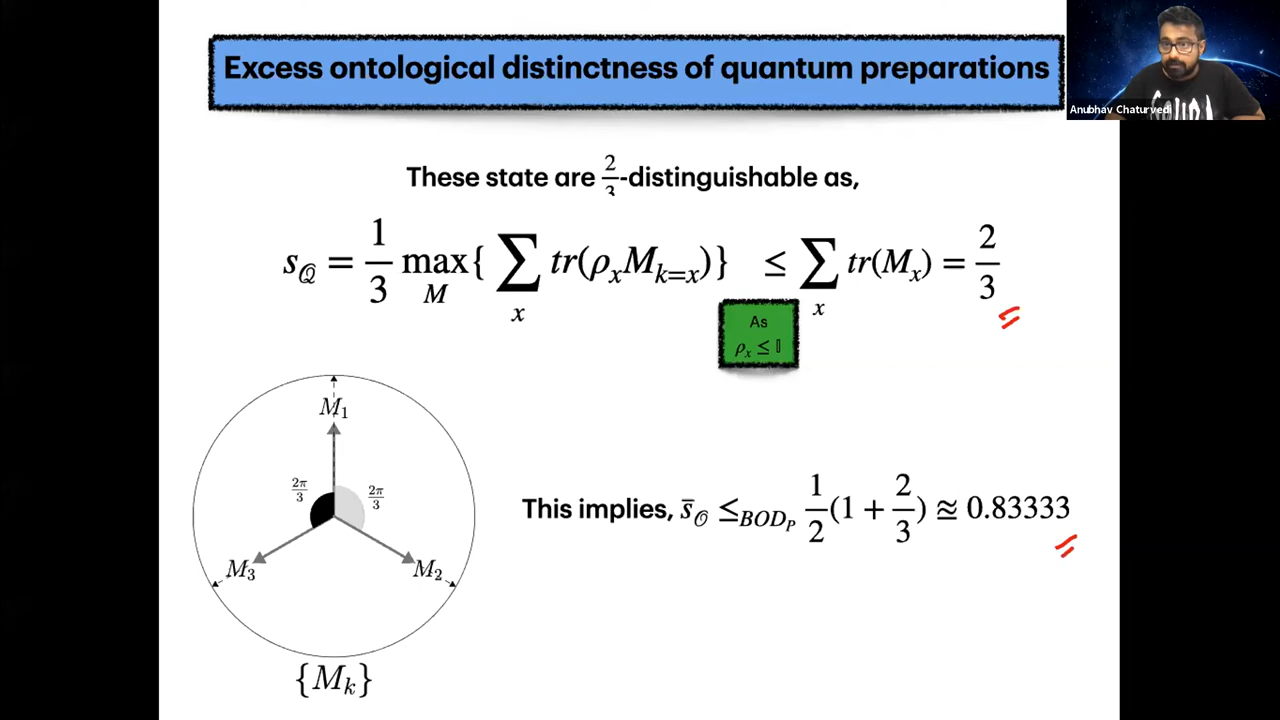 Excess ontological distinctness of quantum preparations
Anubhav Chaturvedi
These state are 2/3-distinguishable as,
s_𝒬 = 1/3 max_M{ ∑_x tr(ρ_x M_{k=x})} ≤ ∑_x tr(M_x) = 2/3
As
ρ_x ≤ 𝕀
M_1
2π/3
2π/3
M_3
M_2
{M_k}
This implies, s̄_𝒪 ≤_{BOD_P} 1/2(1 + 2/3) ≊ 0.83333